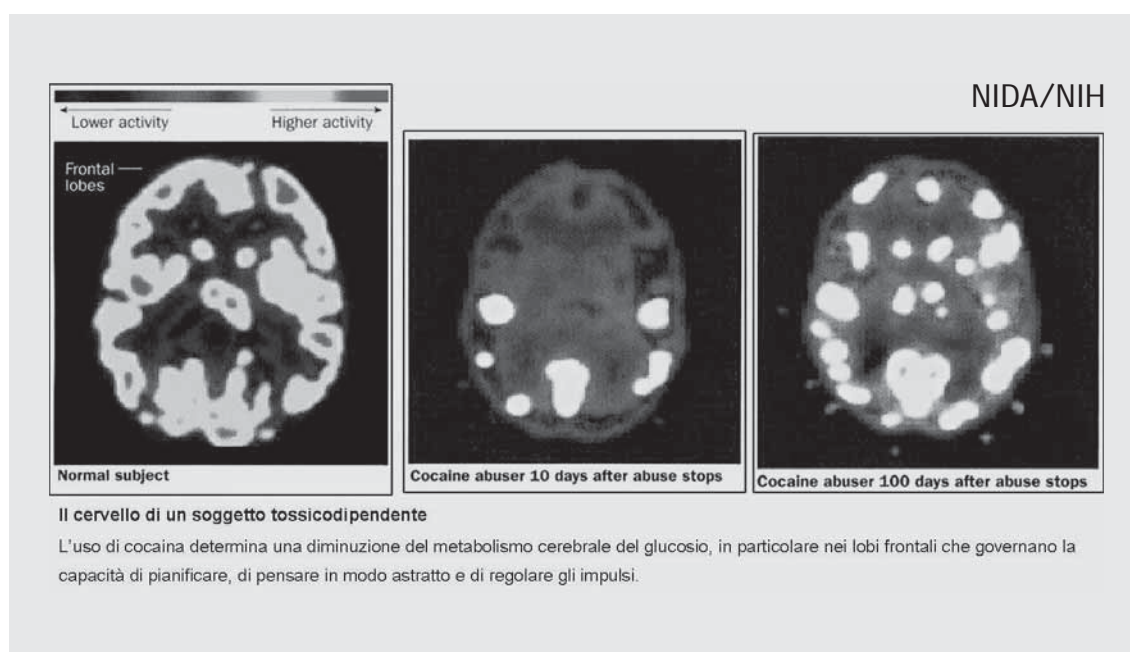 NIDA/NIH
Lower activity
Higher activity
Frontal
lobes
Normal subject
Cocaine abuser 10 days after abuse stops
Cocaine abuser 100 days after abuse stops
Il cervello di un soggetto tossicodipendente
L'uso di cocaina determina una diminuzione del metabolismo cerebrale del glucosio, in particolare nei lobi frontali che governano la
capacità di pianificare, di pensare in modo astratto e di regolare gli impulsi.